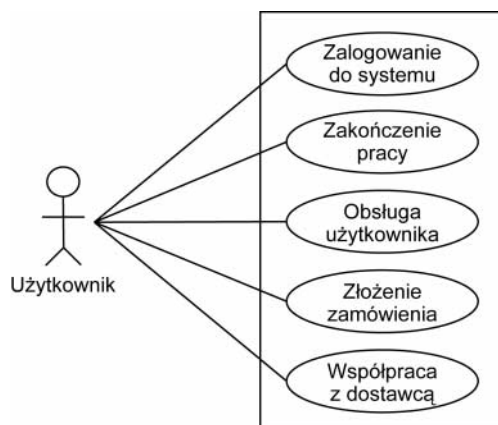 Zalogowanie
do systemu
Zakończenie
pracy
Obsługa
użytkownika
Użytkownik
Złożenie
zamówienia
Współpraca
z dostawcą